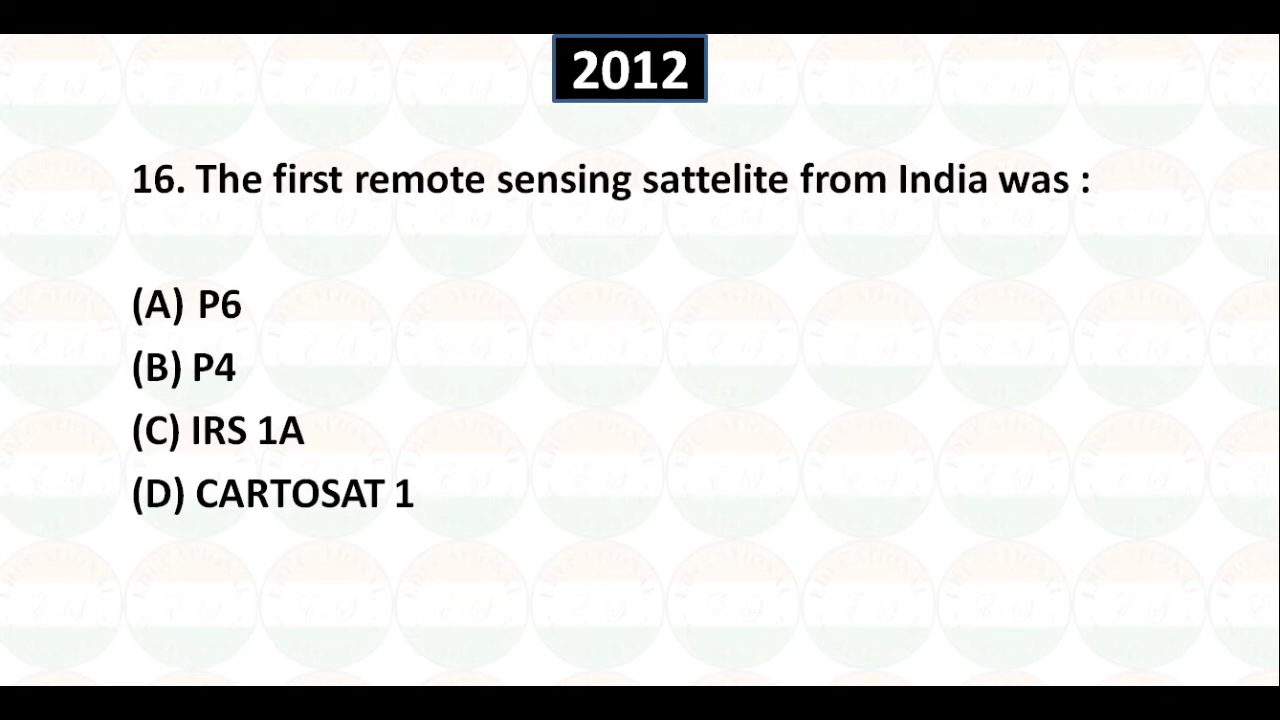 2012
16. The first remote sensing sattelite from India was :
(A) P6
(B) P4
(C) IRS 1A
(D) CARTOSAT 1